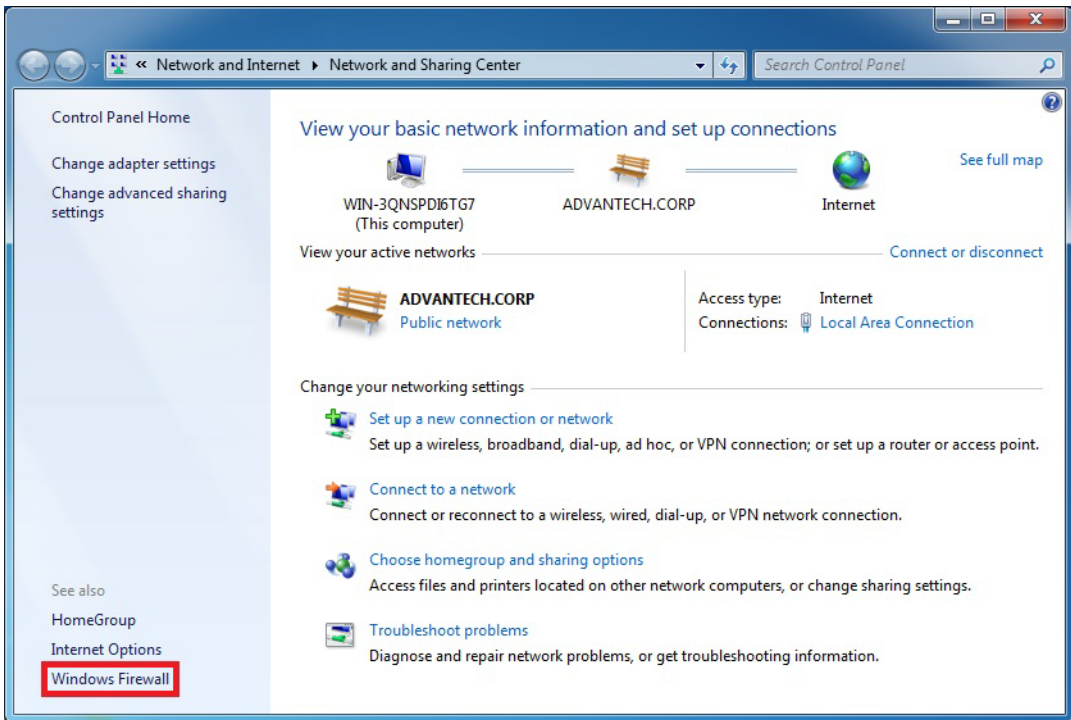 « Network and Internet ▸ Network and Sharing Center
Search Control Panel
Control Panel Home
Change adapter settings
Change advanced sharing
settings
See also
HomeGroup
Internet Options
Windows Firewall
View your basic network information and set up connections
See full map
WIN-3QNSPDI6TG7
(This computer)
ADVANTECH.CORP
Internet
View your active networks
Connect or disconnect
ADVANTECH.CORP
Public network
Access type: Internet
Connections: Local Area Connection
Change your networking settings
Set up a new connection or network
Set up a wireless, broadband, dial-up, ad hoc, or VPN connection; or set up a router or access point.
Connect to a network
Connect or reconnect to a wireless, wired, dial-up, or VPN network connection.
Choose homegroup and sharing options
Access files and printers located on other network computers, or change sharing settings.
Troubleshoot problems
Diagnose and repair network problems, or get troubleshooting information.